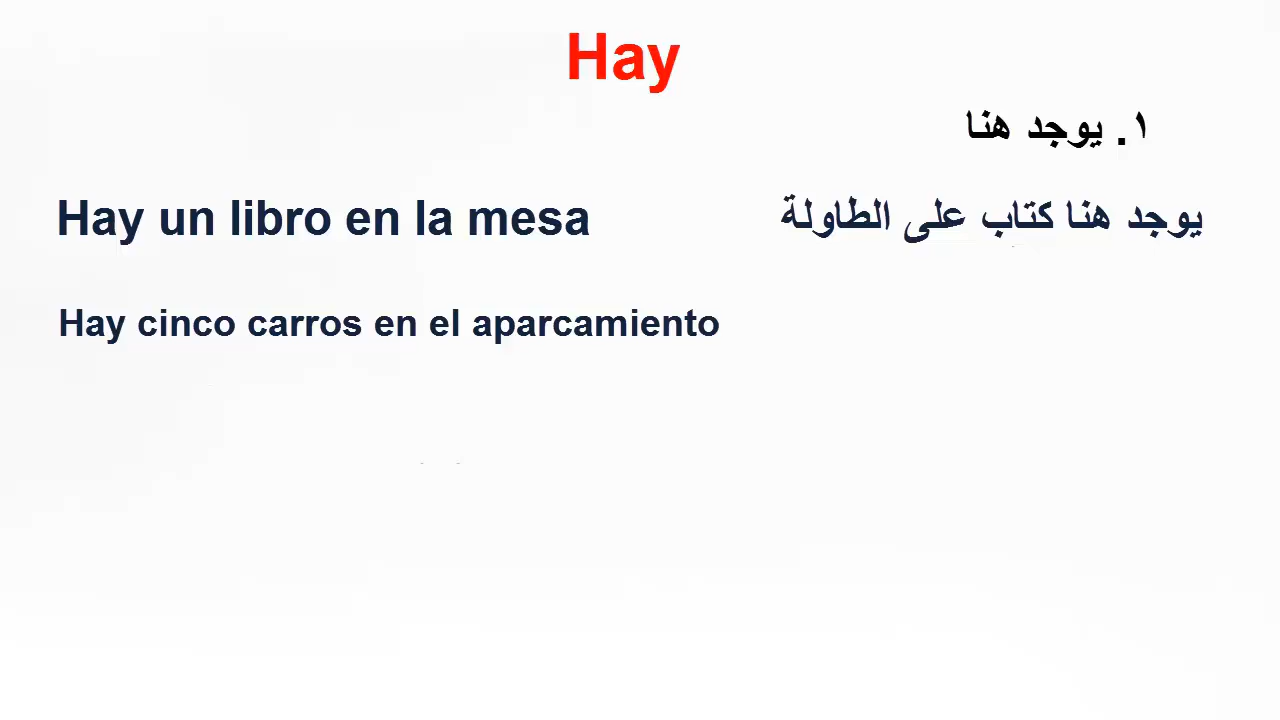 Hay
١. يوجد هنا
Hay un libro en la mesa
يوجد هنا كتاب على الطاولة
Hay cinco carros en el aparcamiento